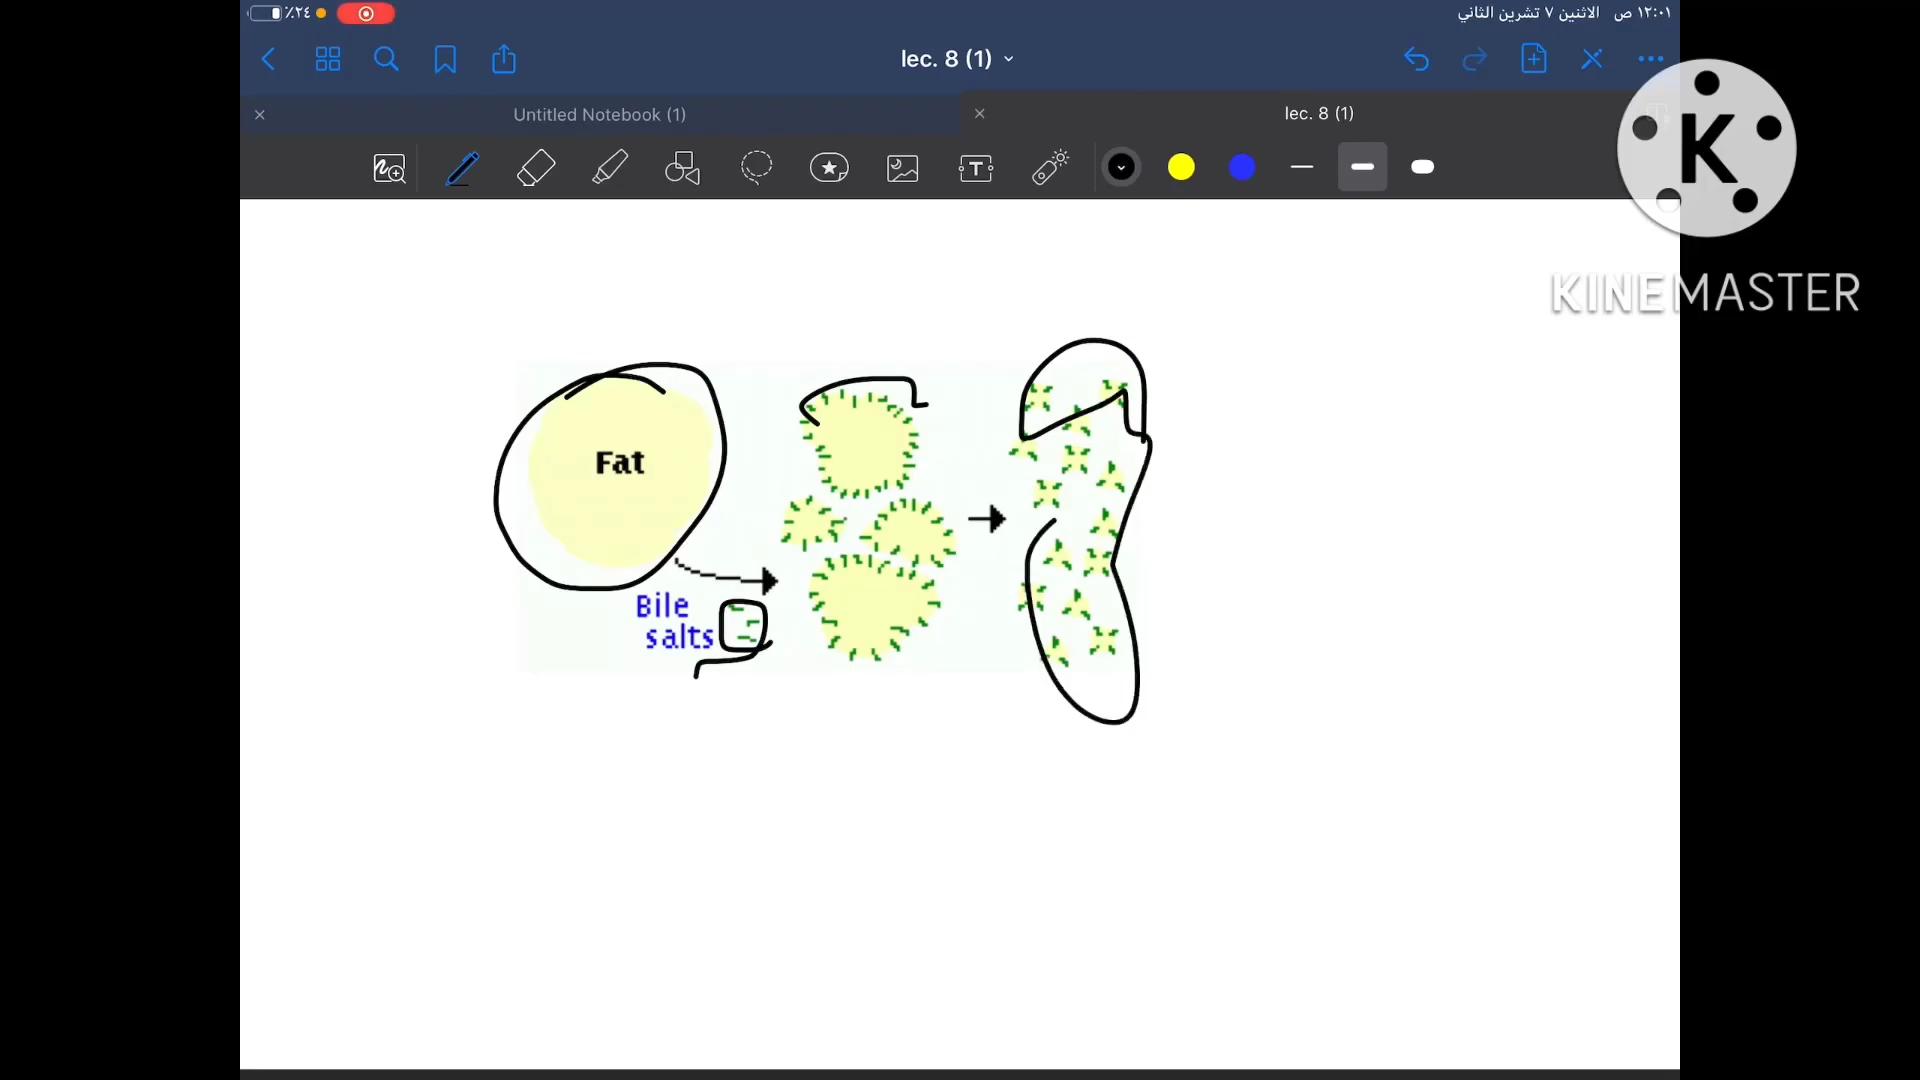 ٪٢٤
١٢:٠١ ص الاثنين ٧ تشرين الثاني
lec. 8 (1)
Untitled Notebook (1)
lec. 8 (1)
T
K
KINEMASTER
Fat
Bile
salts